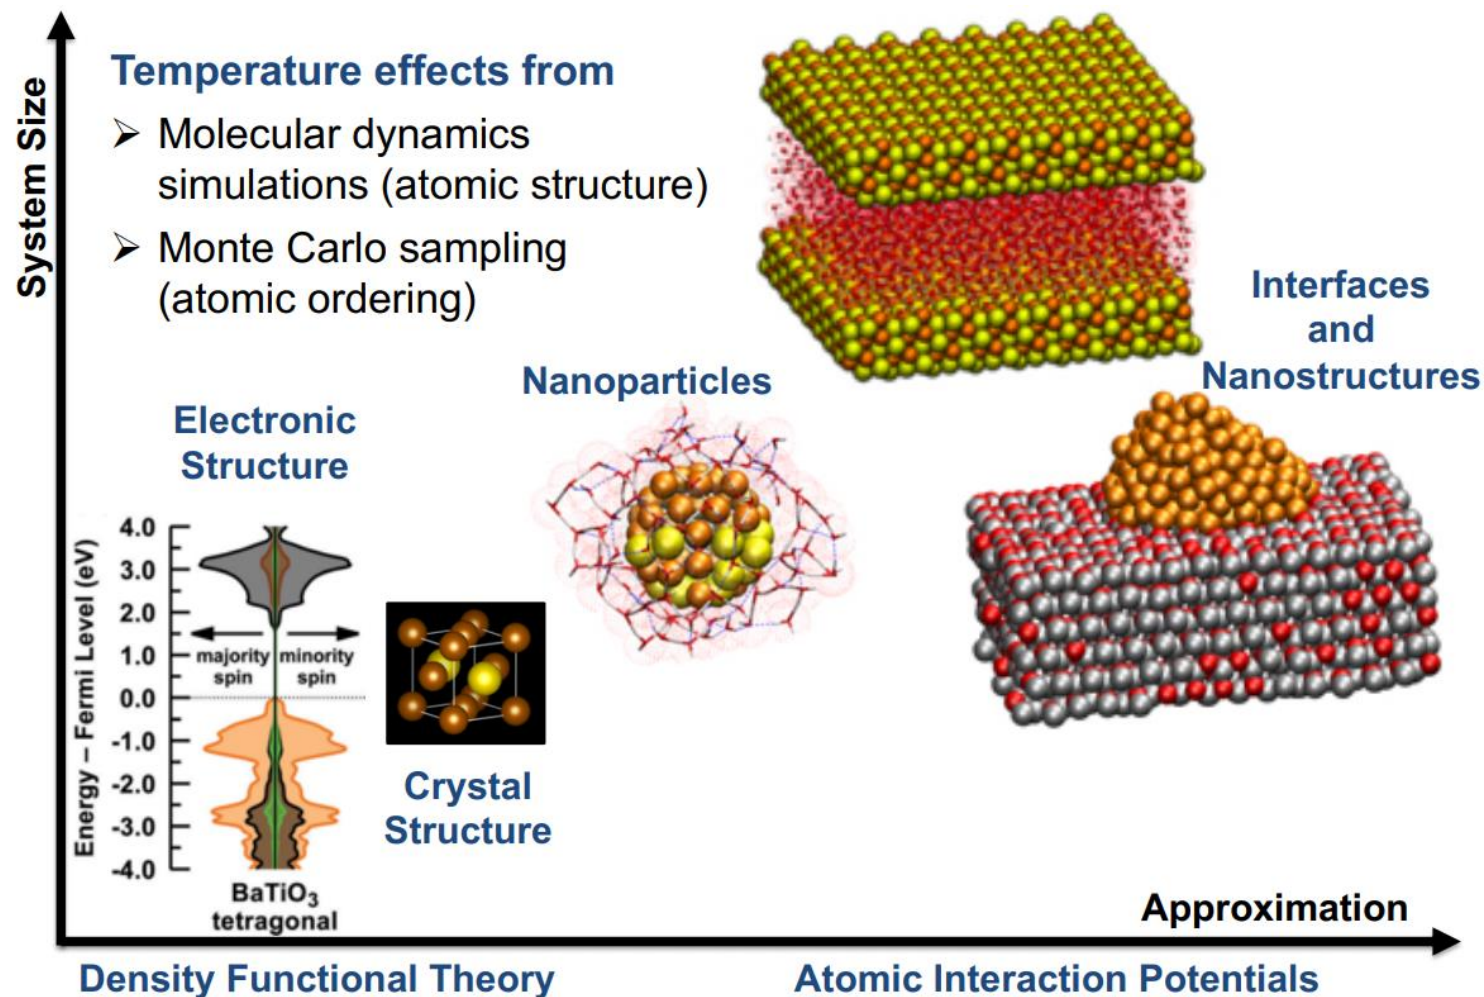 System Size
Temperature effects from
➢ Molecular dynamics
simulations (atomic structure)
➢ Monte Carlo sampling
(atomic ordering)
Interfaces
and
Nanostructures
Nanoparticles
Electronic
Structure
Energy – Fermi Level (eV)
4.0
3.0
2.0
1.0
0.0
-1.0
-2.0
-3.0
-4.0
majority
spin
minority
spin
BaTiO₃
tetragonal
Crystal
Structure
Approximation
Density Functional Theory
Atomic Interaction Potentials